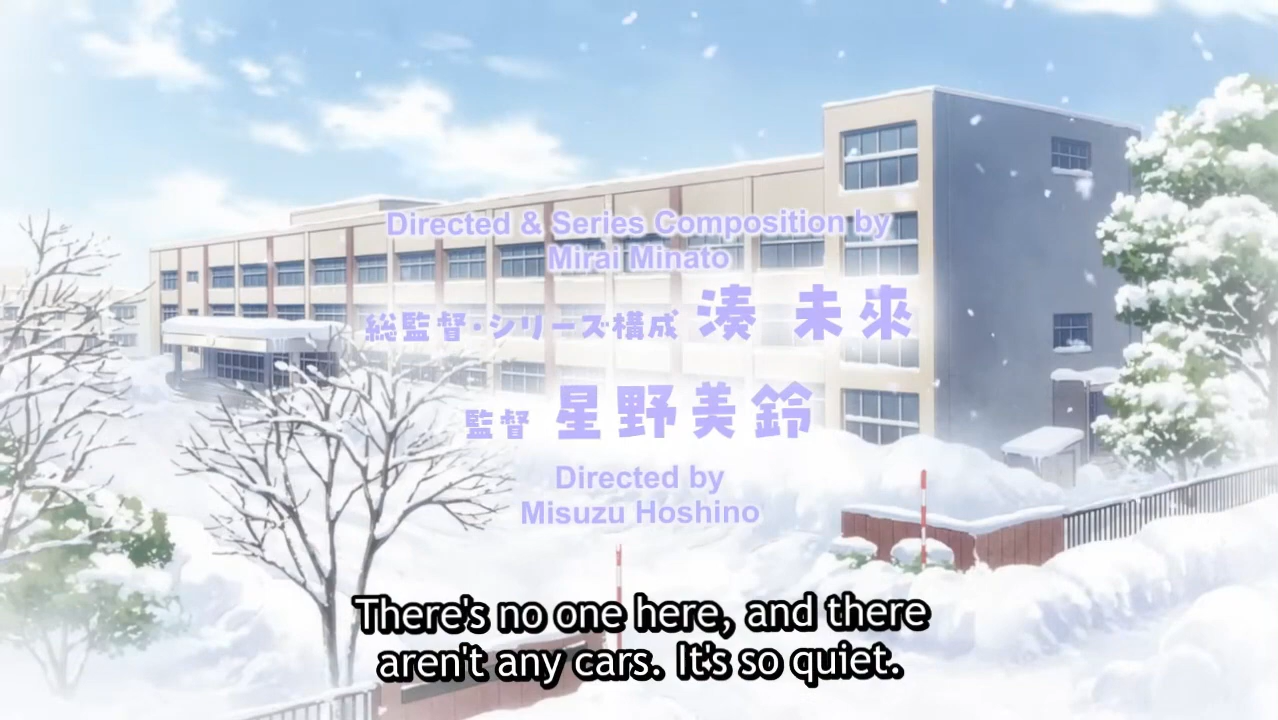 Directed & Series Composition by
Mirai Minato
総監督・シリーズ構成 湊 未來
監督 星野美鈴
Directed by
Misuzu Hoshino
There's no one here, and there
aren't any cars. It's so quiet.